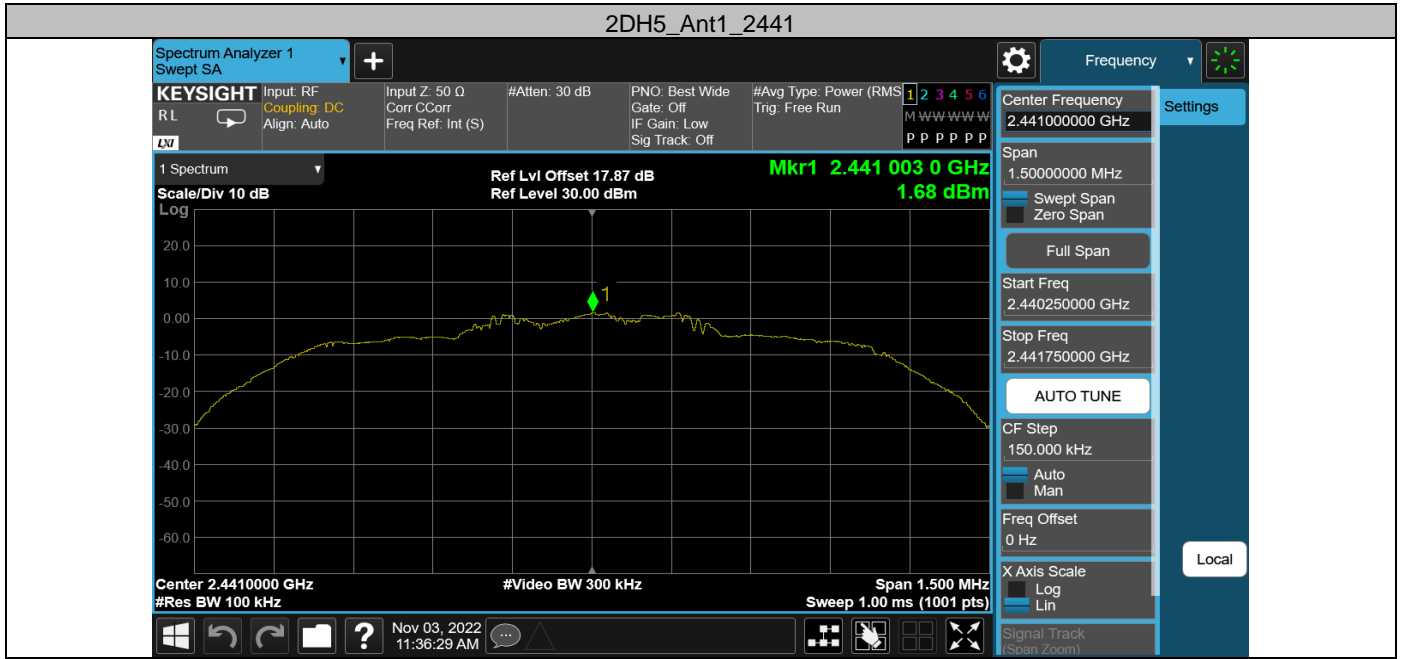 2DH5_Ant1_2441
Spectrum Analyzer 1
Swept SA
Frequency
KEYSIGHT
RL
LXI
Input: RF
Coupling: DC
Align: Auto
Input Z: 50 Ω
Corr CCorr
Freq Ref: Int (S)
#Atten: 30 dB
PNO: Best Wide
Gate: Off
IF Gain: Low
Sig Track: Off
#Avg Type: Power (RMS
Trig: Free Run
1 2 3 4 5 6
M W W W W W
P P P P P P
1 Spectrum
Scale/Div 10 dB
Log
Ref Lvl Offset 17.87 dB
Ref Level 30.00 dBm
Mkr1 2.441 003 0 GHz
1.68 dBm
20.0
10.0
0.00
-10.0
-20.0
-30.0
-40.0
-50.0
-60.0
1
Center 2.4410000 GHz
#Res BW 100 kHz
#Video BW 300 kHz
Span 1.500 MHz
Sweep 1.00 ms (1001 pts)
Center Frequency
2.441000000 GHz
Span
1.50000000 MHz
Swept Span
Zero Span
Full Span
Start Freq
2.440250000 GHz
Stop Freq
2.441750000 GHz
AUTO TUNE
CF Step
150.000 kHz
Auto
Man
Freq Offset
0 Hz
X Axis Scale
Log
Lin
Signal Track
(Span Zoom)
Settings
Local
?
Nov 03, 2022
11:36:29 AM